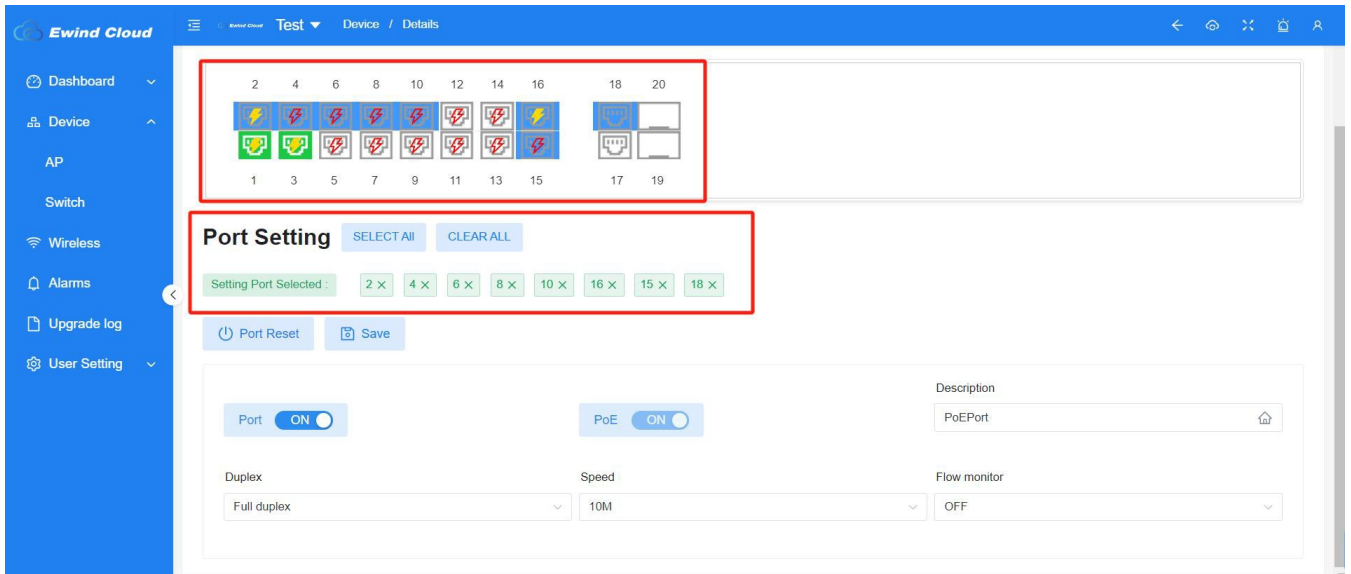 Ewind Cloud
Ewind Cloud Test Device / Details
Dashboard
Device
AP
Switch
Wireless
Alarms
Upgrade log
User Setting
2 4 6 8 10 12 14 16 18 20
1 3 5 7 9 11 13 15 17 19
Port Setting SELECT All CLEAR ALL
Setting Port Selected : 2 × 4 × 6 × 8 × 10 × 16 × 15 × 18 ×
Port Reset Save
Port ON PoE ON
Description
PoEPort
Duplex Speed Flow monitor
Full duplex 10M OFF